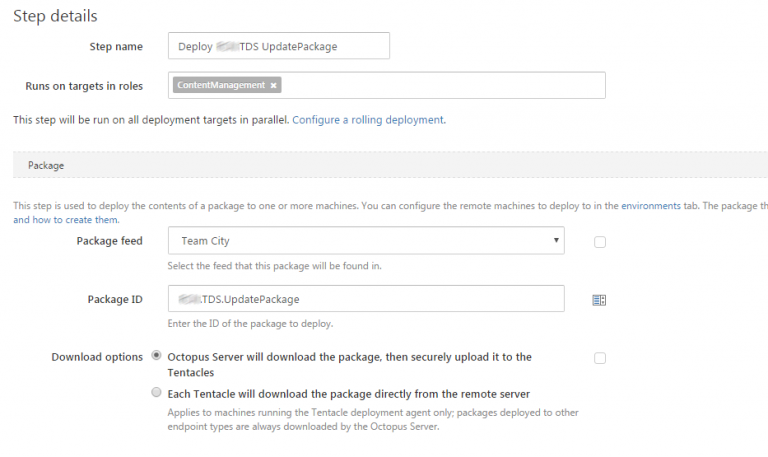 Step details
Step name Deploy TDS UpdatePackage
Runs on targets in roles ContentManagement ×
This step will be run on all deployment targets in parallel. Configure a rolling deployment.
Package
This step is used to deploy the contents of a package to one or more machines. You can configure the remote machines to deploy to in the environments tab. The package th
and how to create them.
Package feed Team City
Select the feed that this package will be found in.
Package ID .TDS.UpdatePackage
Enter the ID of the package to deploy.
Download options Octopus Server will download the package, then securely upload it to the
Tentacles
Each Tentacle will download the package directly from the remote server
Applies to machines running the Tentacle deployment agent only; packages deployed to other
endpoint types are always downloaded by the Octopus Server.